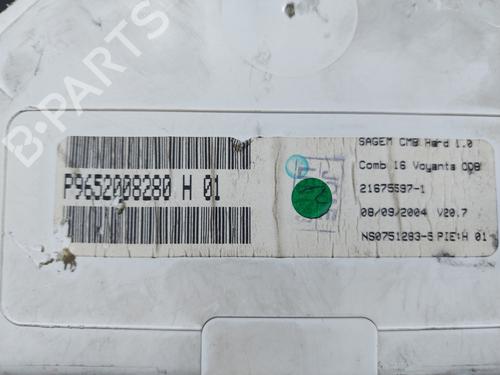 B-PARTS
P9652008280 H 01
SAGEM CMB Hard 1.0
Comb 16 Voyants ODB
21675597-1
08/09/2004 V20.7
NS0751283-5 PIE:H 01